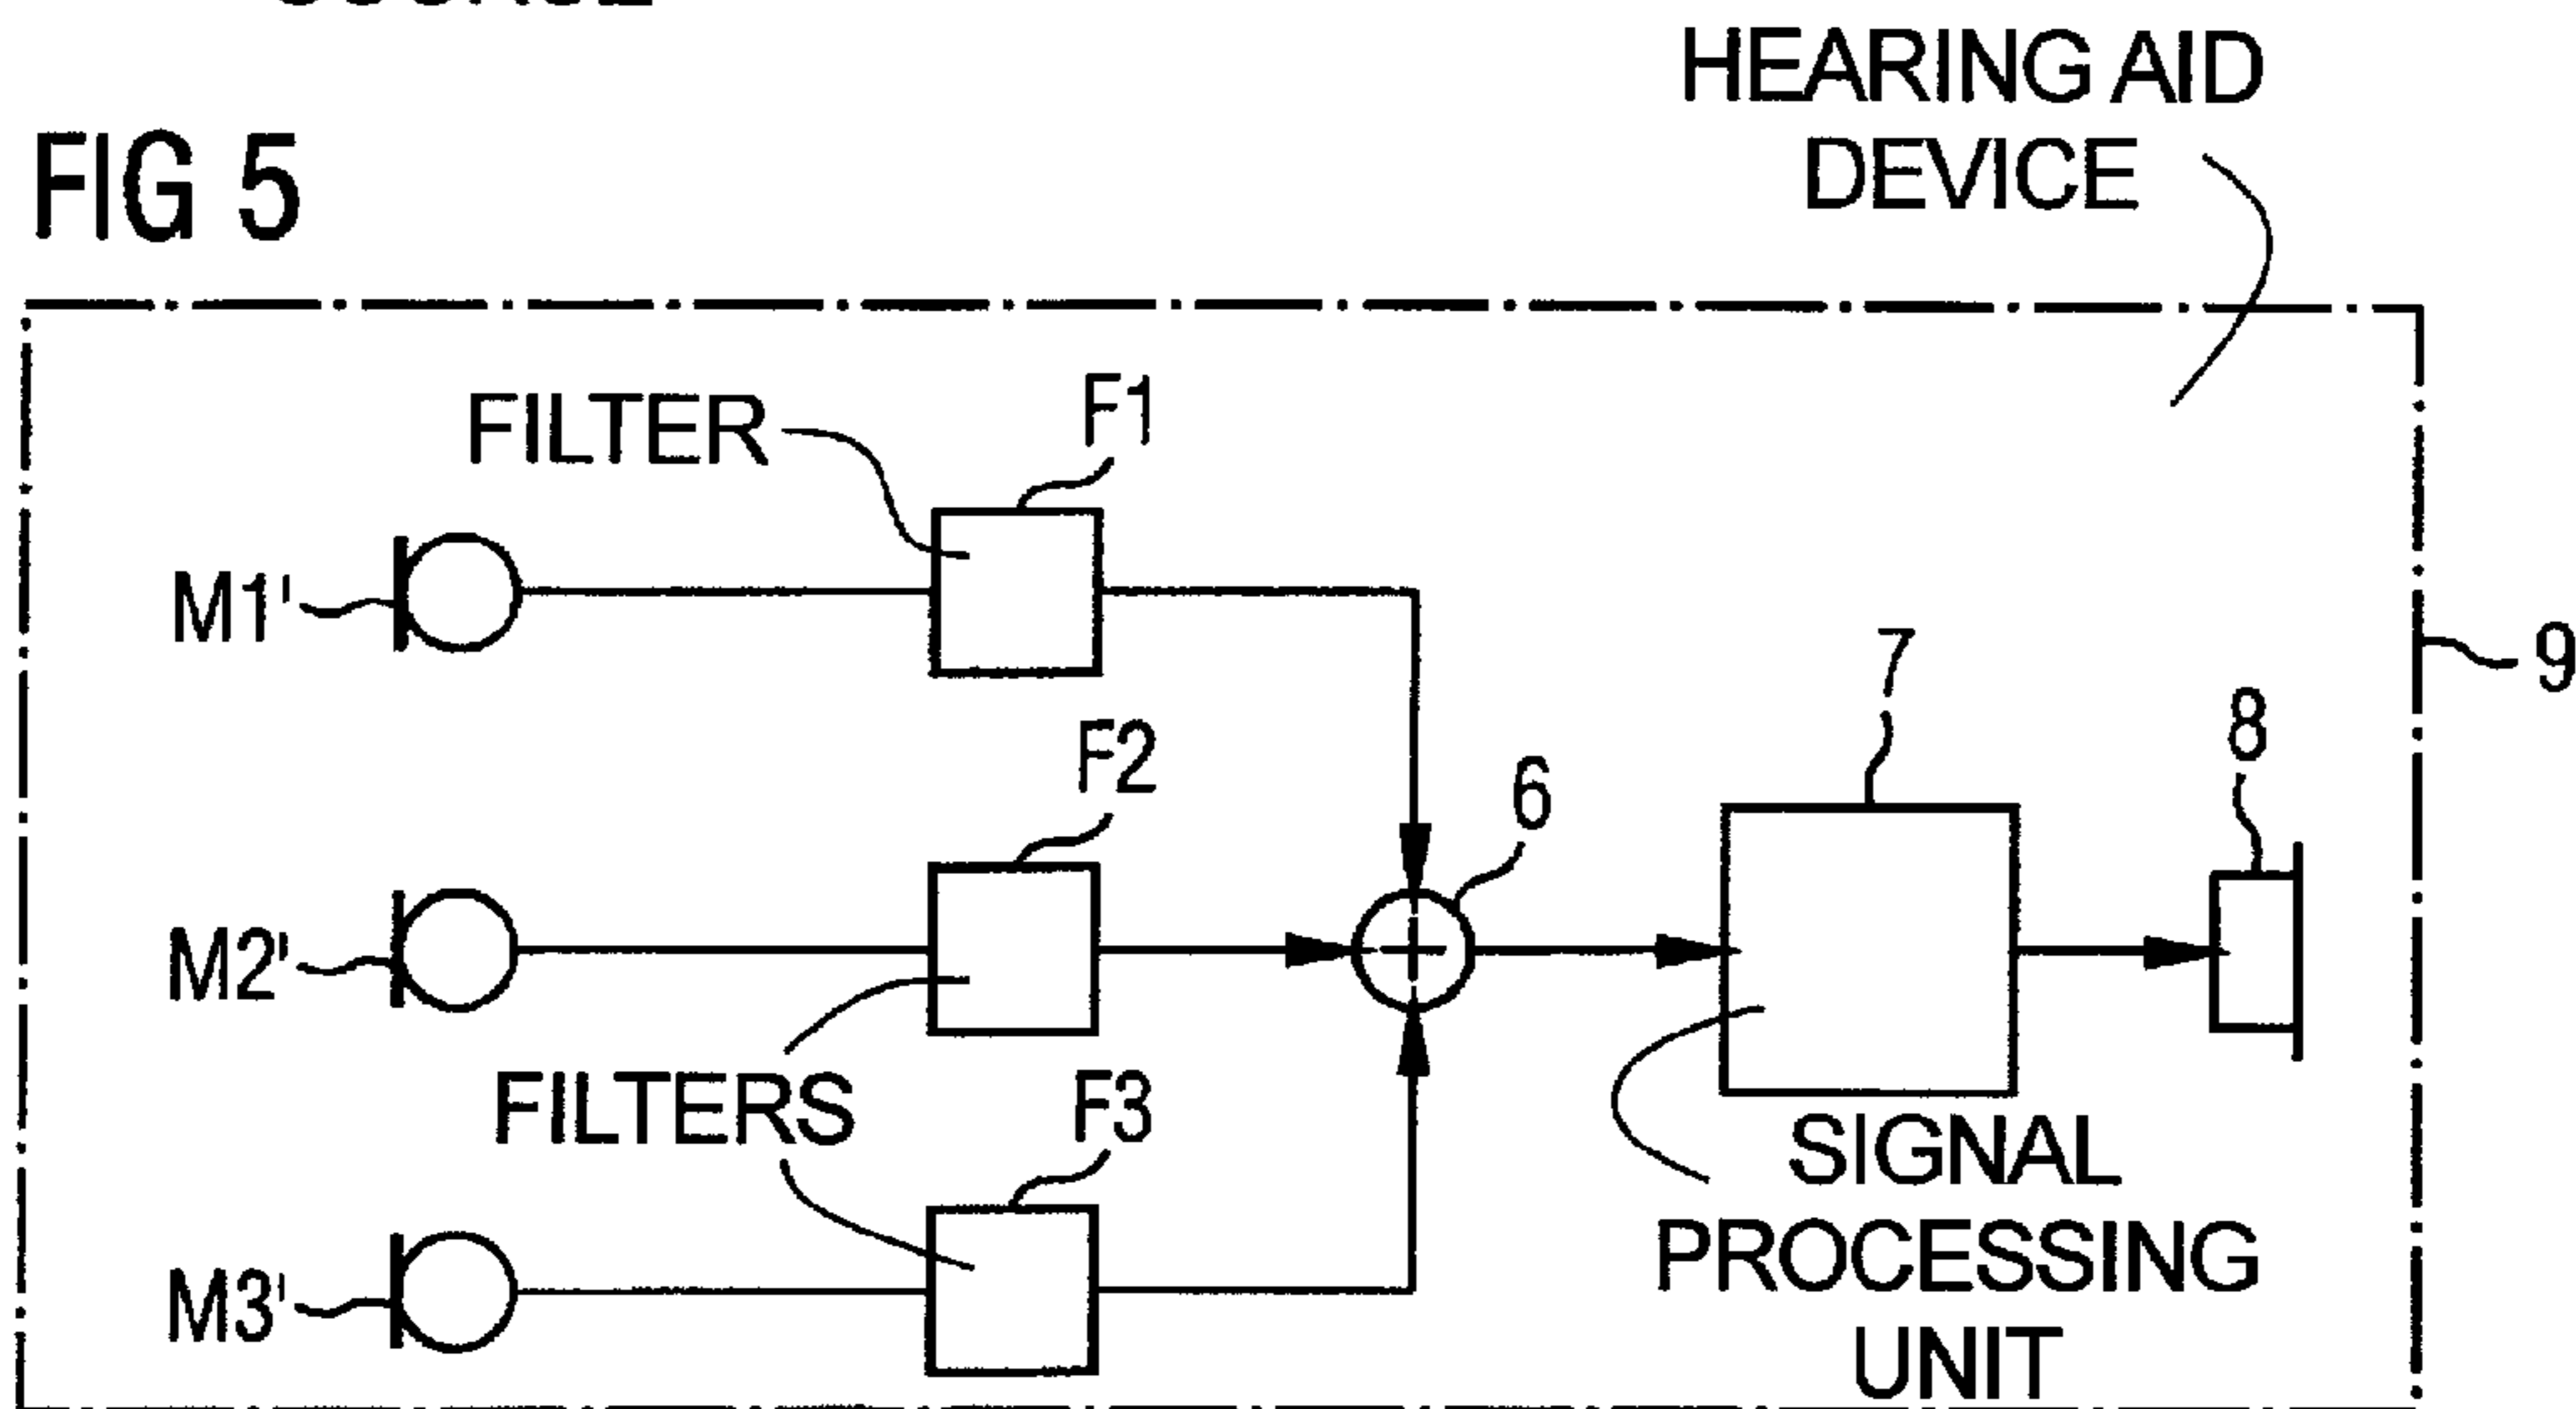 HEARING AID
DEVICE
FIG 5
FILTER
F1
M1'
7
9
8
F2
6
M2'
FILTERS
F3
SIGNAL
PROCESSING
UNIT
M3'